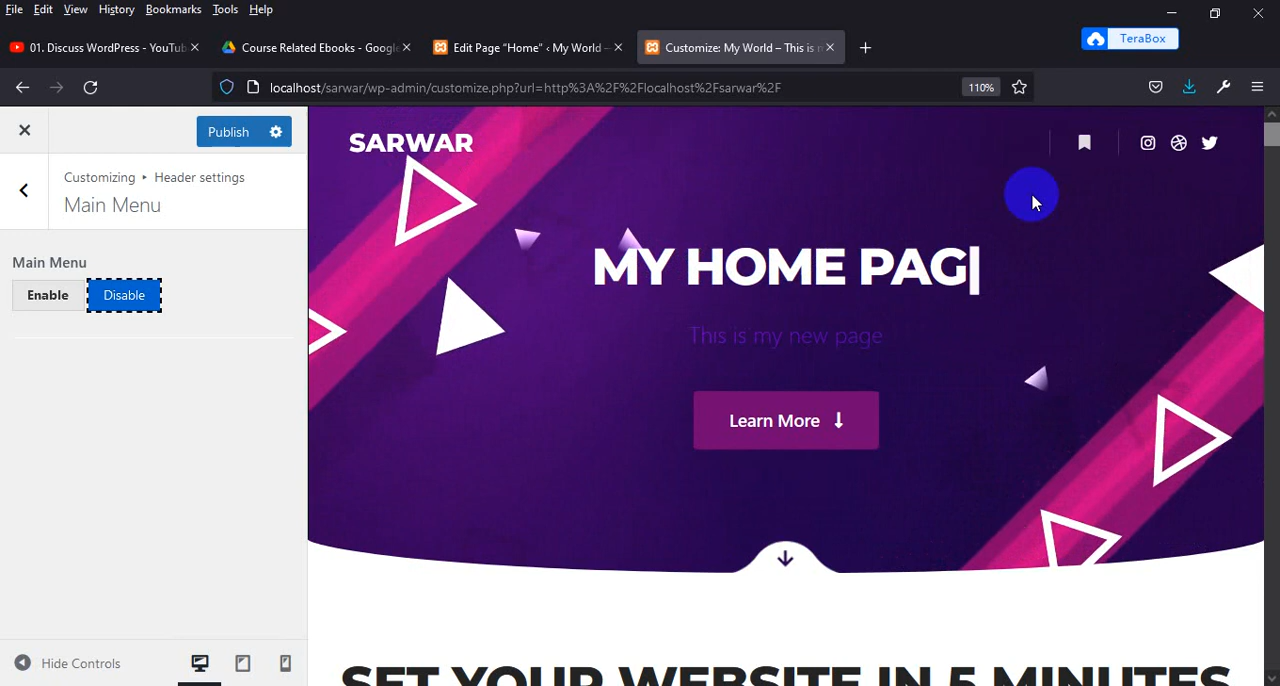 File Edit View History Bookmarks Tools Help
01. Discuss WordPress - YouTub
Course Related Ebooks - Google
Edit Page “Home” ‹ My World —
Customize: My World – This is m
TeraBox
localhost/sarwar/wp-admin/customize.php?url=http%3A%2F%2Flocalhost%2Fsarwar%2F
110%
Publish
Customizing ▸ Header settings
Main Menu
Main Menu
Enable Disable
Hide Controls
SARWAR
MY HOME PAG|
This is my new page
Learn More
SET YOUR WEBSITE IN 5 MINUTES